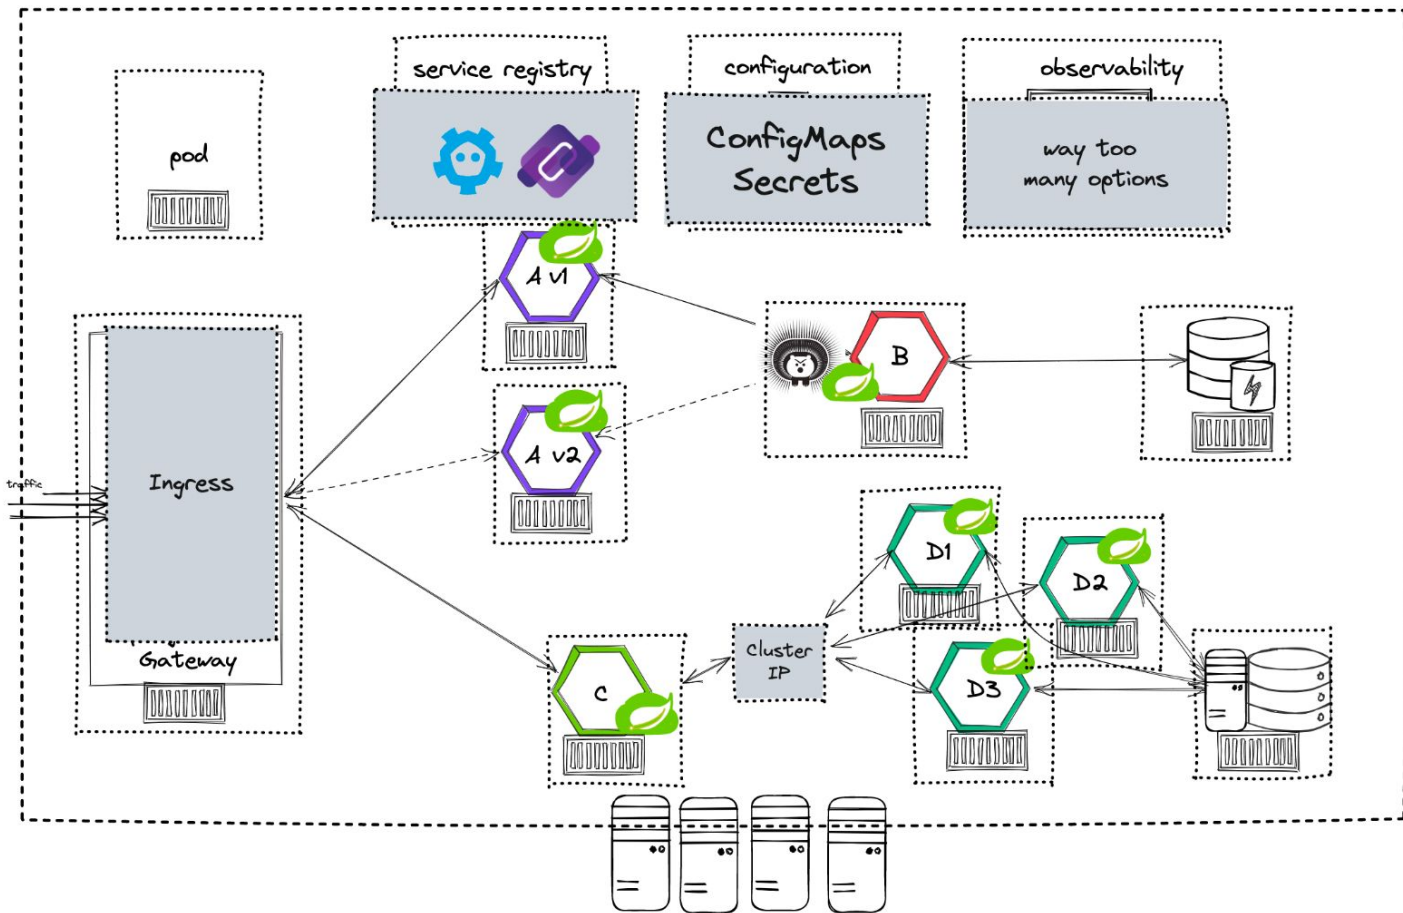 service registry
configuration
observability
pod
ConfigMaps
Secrets
way too
many options
A v1
B
A v2
traffic
Ingress
D1
D2
Gateway
Cluster
IP
C
D3